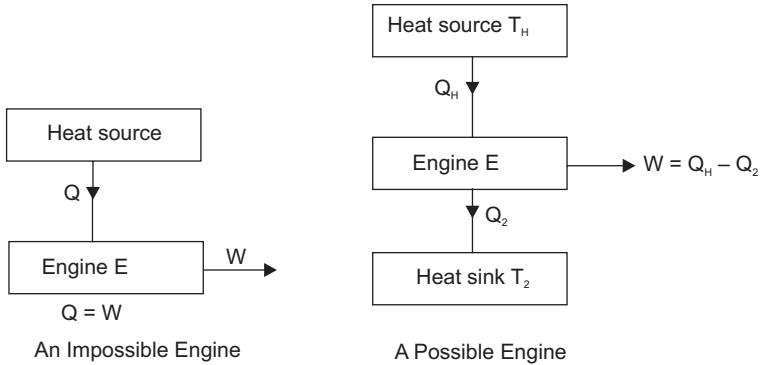 Heat source
Q
Engine E
W
Q = W
An Impossible Engine
Heat source T_H
Q_H
Engine E
W = Q_H – Q_2
Q_2
Heat sink T_2
A Possible Engine